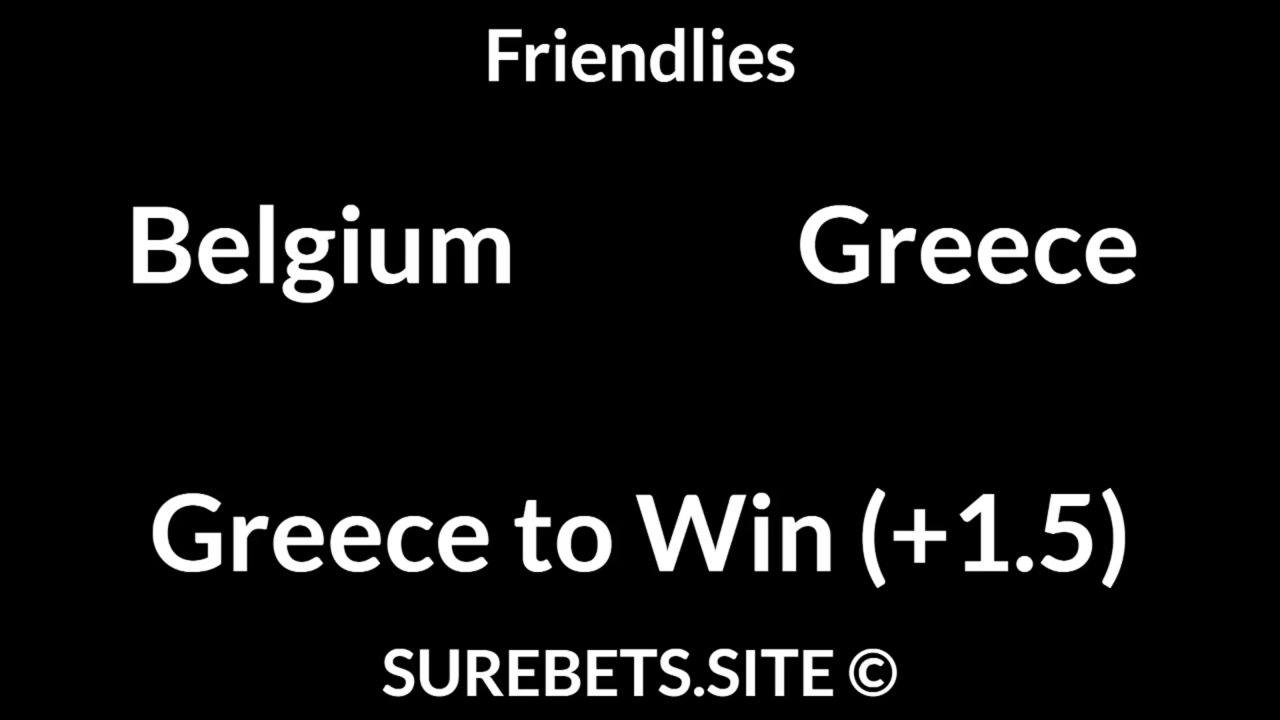 Friendlies
Belgium Greece
Greece to Win (+1.5)
SUREBETS.SITE ©